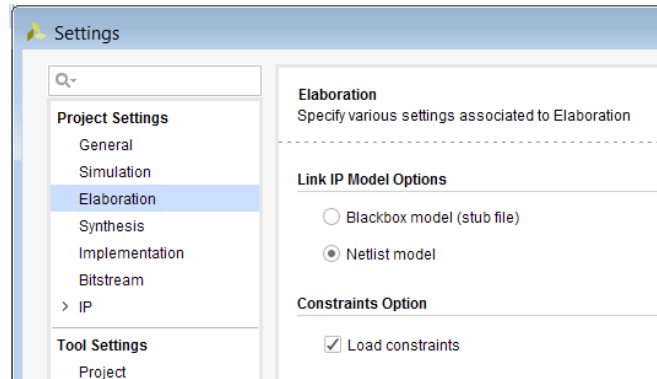 Settings
Project Settings
General
Simulation
Elaboration
Synthesis
Implementation
Bitstream
IP
Tool Settings
Project
Elaboration
Specify various settings associated to Elaboration
Link IP Model Options
Blackbox model (stub file)
Netlist model
Constraints Option
Load constraints